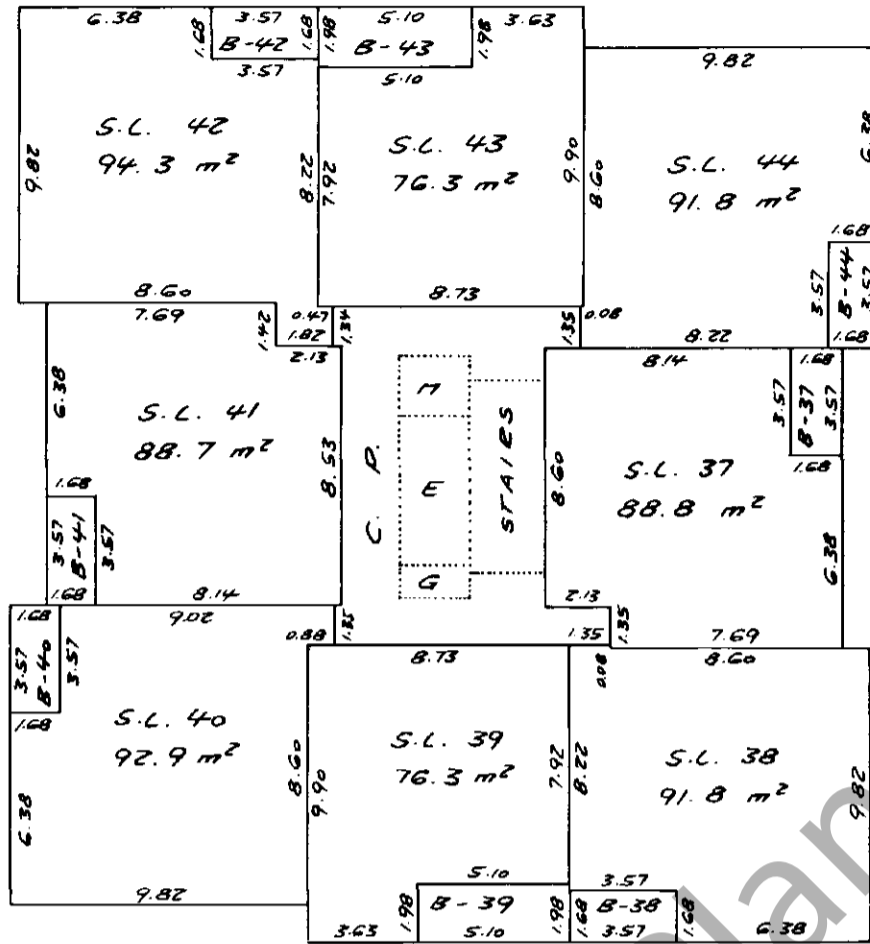 6.38 3.57 5.10 3.63
1.68 B-42 1.68 1.98 B-43 1.98
3.57 5.10
9.82
S.L. 42
94.3 m²
9.82
8.22
7.92
S.L. 43
76.3 m²
9.90
8.60
S.L. 44
91.8 m²
6.38
1.68
3.57 B-44 3.57
1.68
8.60
8.73
7.69
1.42
0.47
1.82
1.34
2.13
1.35
0.08
8.22
8.14
1.68
3.57 B-37 3.57
1.68
6.38
S.L. 41
88.7 m²
8.53
1.68
3.57 B-41 3.57
1.68
8.14
C. P.
M
E
G
STAIRS
8.60
S.L. 37
88.8 m²
6.38
2.13
1.35
1.35
7.69
1.68
9.02
0.88
1.35
3.57 B-40 3.57
1.68
S.L. 40
92.9 m²
6.38
8.60
9.82
8.73
9.90
S.L. 39
76.3 m²
7.92
5.10
1.98 B-39 1.98
3.63 5.10
0.08
8.60
8.22
S.L. 38
91.8 m²
9.82
3.57
1.68 B-38 1.68
3.57 6.38
Plan